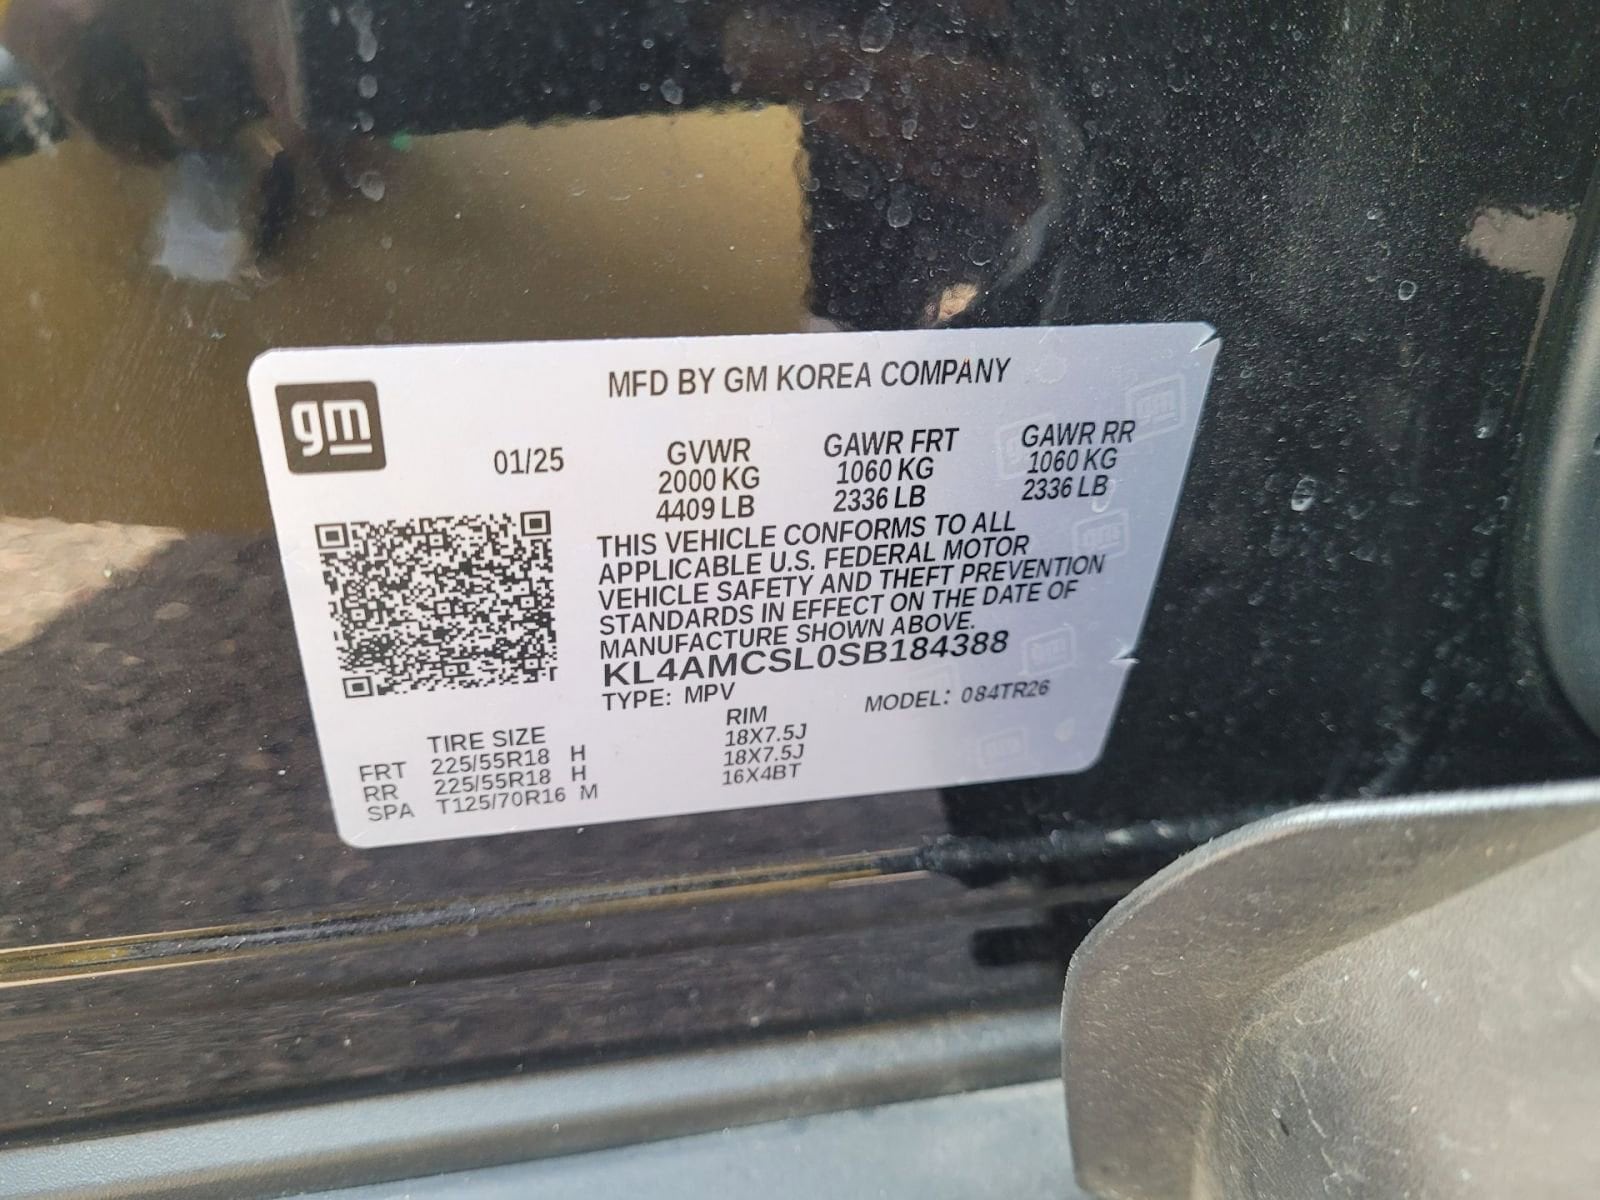 gm
MFD BY GM KOREA COMPANY
01/25
GVWR
2000 KG
4409 LB
GAWR FRT
1060 KG
2336 LB
GAWR RR
1060 KG
2336 LB
THIS VEHICLE CONFORMS TO ALL
APPLICABLE U.S. FEDERAL MOTOR
VEHICLE SAFETY AND THEFT PREVENTION
STANDARDS IN EFFECT ON THE DATE OF
MANUFACTURE SHOWN ABOVE.
KL4AMCSL0SB184388
TYPE: MPV
MODEL: 084TR26
TIRE SIZE
RIM
FRT 225/55R18 H 18X7.5J
RR 225/55R18 H 18X7.5J
SPA T125/70R16 M 16X4BT